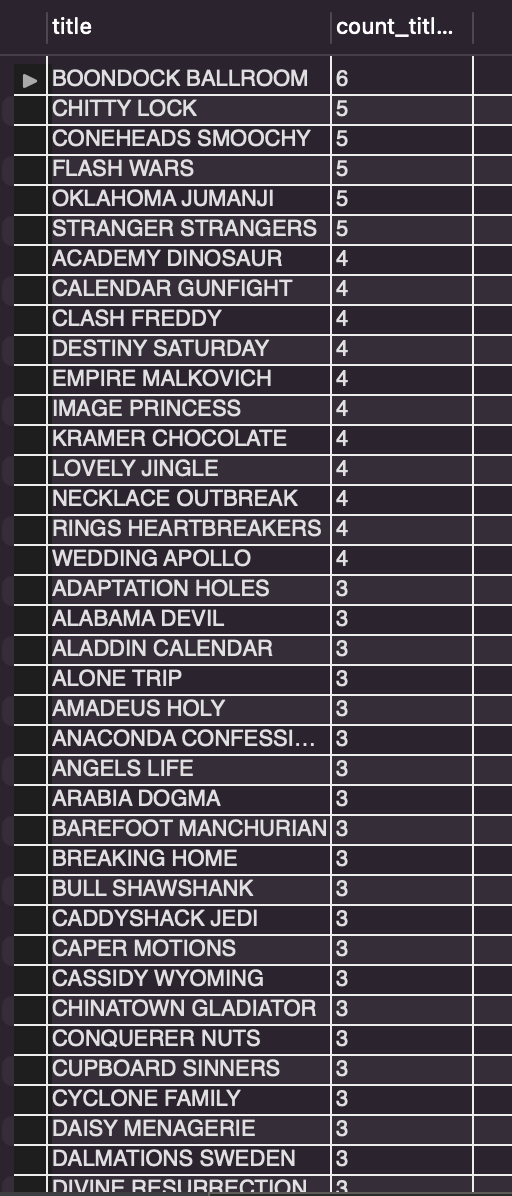 title count_titl...
BOONDOCK BALLROOM 6
CHITTY LOCK 5
CONEHEADS SMOOCHY 5
FLASH WARS 5
OKLAHOMA JUMANJI 5
STRANGER STRANGERS 5
ACADEMY DINOSAUR 4
CALENDAR GUNFIGHT 4
CLASH FREDDY 4
DESTINY SATURDAY 4
EMPIRE MALKOVICH 4
IMAGE PRINCESS 4
KRAMER CHOCOLATE 4
LOVELY JINGLE 4
NECKLACE OUTBREAK 4
RINGS HEARTBREAKERS 4
WEDDING APOLLO 4
ADAPTATION HOLES 3
ALABAMA DEVIL 3
ALADDIN CALENDAR 3
ALONE TRIP 3
AMADEUS HOLY 3
ANACONDA CONFESSI... 3
ANGELS LIFE 3
ARABIA DOGMA 3
BAREFOOT MANCHURIAN 3
BREAKING HOME 3
BULL SHAWSHANK 3
CADDYSHACK JEDI 3
CAPER MOTIONS 3
CASSIDY WYOMING 3
CHINATOWN GLADIATOR 3
CONQUERER NUTS 3
CUPBOARD SINNERS 3
CYCLONE FAMILY 3
DAISY MENAGERIE 3
DALMATIONS SWEDEN 3
DIVINE RESURRECTION 3